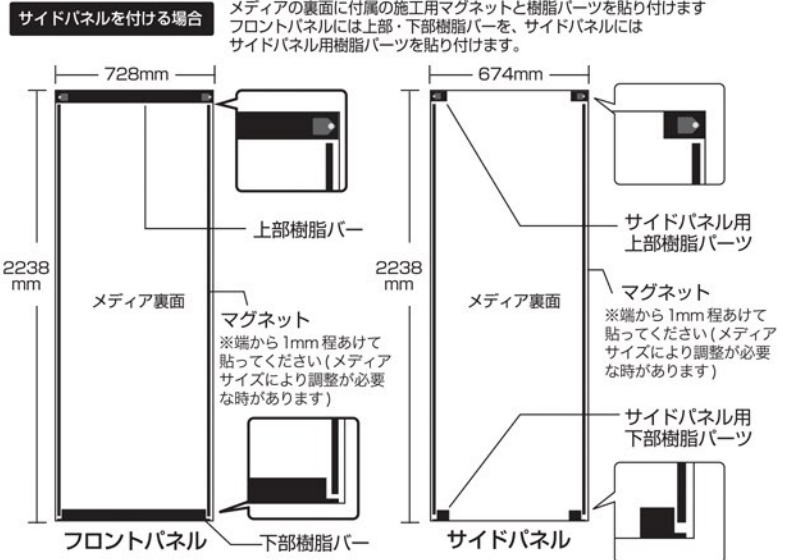 サイドパネルを付ける場合
メディアの裏面に付属の施工用マグネットと樹脂パーツを貼り付けます
フロントパネルには上部・下部樹脂バーを、サイドパネルには
サイドパネル用樹脂パーツを貼り付けます。
728mm
2238
mm
メディア裏面
上部樹脂バー
マグネット
※端から1mm程あけて
貼ってください(メディア
サイズにより調整が必要
な時があります)
フロントパネル
下部樹脂バー
674mm
2238
mm
メディア裏面
サイドパネル用
上部樹脂パーツ
マグネット
※端から1mm程あけて
貼ってください(メディア
サイズにより調整が必要
な時があります)
サイドパネル用
下部樹脂パーツ
サイドパネル